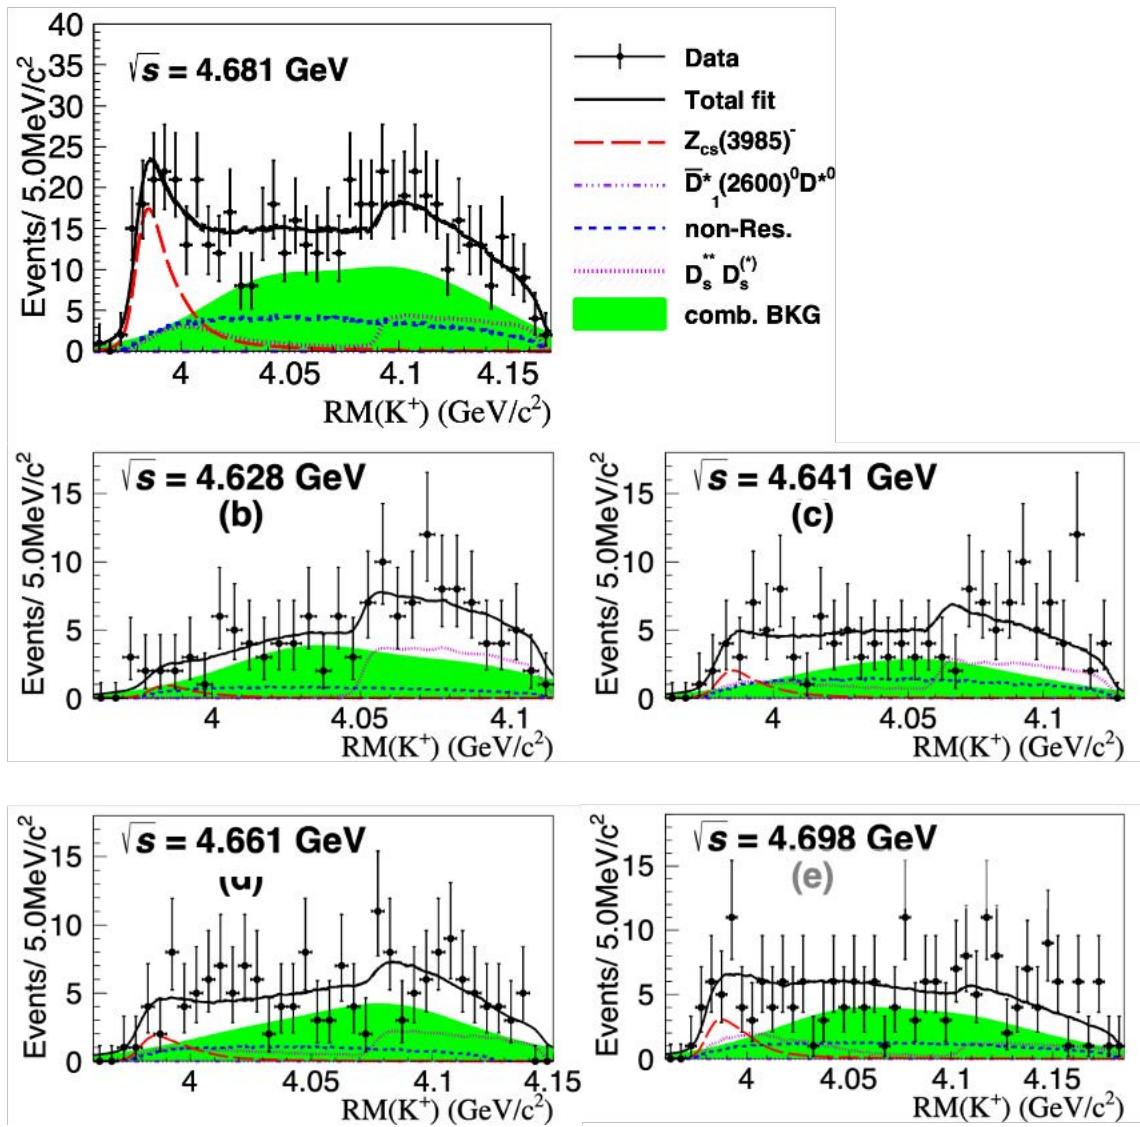 √s = 4.681 GeV
Events/ 5.0MeV/c²
40
35
30
25
20
15
10
5
0
4
4.05
4.1
4.15
RM(K⁺) (GeV/c²)
Data
Total fit
Z_cs(3985)⁻
D̅*₁(2600)⁰D*⁰
non-Res.
D_s** D_s^(*)
comb. BKG
√s = 4.628 GeV
(b)
Events/ 5.0MeV/c²
15
10
5
0
4
4.05
4.1
RM(K⁺) (GeV/c²)
√s = 4.641 GeV
(c)
Events/ 5.0MeV/c²
15
10
5
0
4
4.05
4.1
RM(K⁺) (GeV/c²)
√s = 4.661 GeV
(d)
Events/ 5.0MeV/c²
15
10
5
0
4
4.05
4.1
4.15
RM(K⁺) (GeV/c²)
√s = 4.698 GeV
(e)
Events/ 5.0MeV/c²
15
10
5
0
4
4.05
4.1
4.15
RM(K⁺) (GeV/c²)